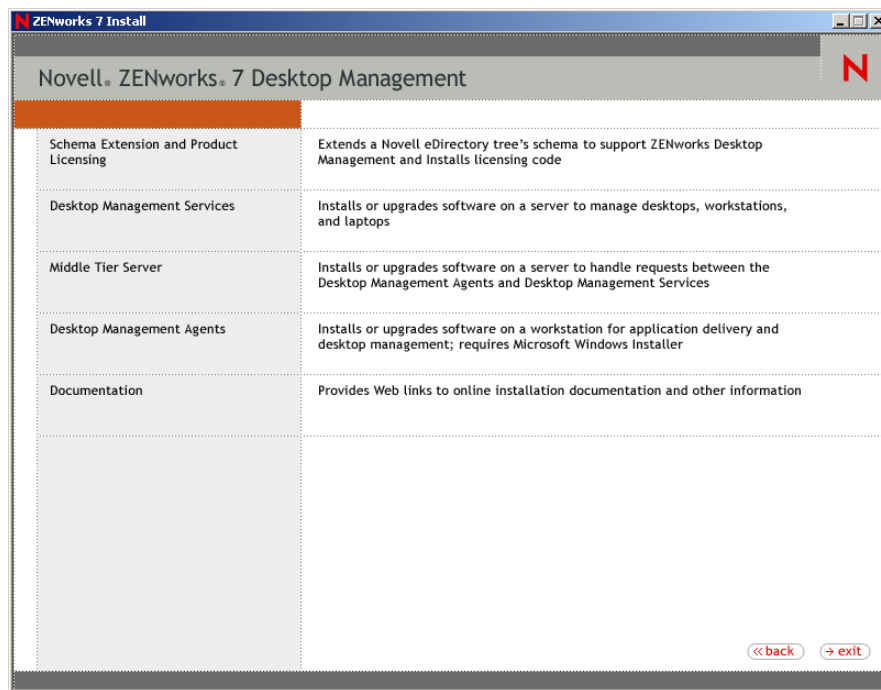 ZENworks 7 Install
Novell® ZENworks® 7 Desktop Management
N
Schema Extension and Product
Licensing
Extends a Novell eDirectory tree's schema to support ZENworks Desktop
Management and Installs licensing code
Desktop Management Services
Installs or upgrades software on a server to manage desktops, workstations,
and laptops
Middle Tier Server
Installs or upgrades software on a server to handle requests between the
Desktop Management Agents and Desktop Management Services
Desktop Management Agents
Installs or upgrades software on a workstation for application delivery and
desktop management; requires Microsoft Windows Installer
Documentation
Provides Web links to online installation documentation and other information
« back
→ exit